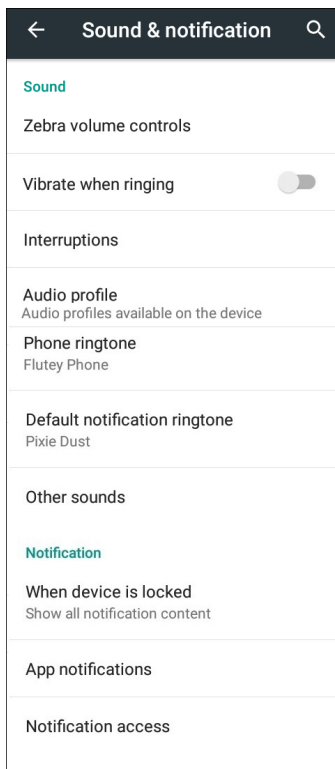 Sound & notification
Sound
Zebra volume controls
Vibrate when ringing
Interruptions
Audio profile
Audio profiles available on the device
Phone ringtone
Flutey Phone
Default notification ringtone
Pixie Dust
Other sounds
Notification
When device is locked
Show all notification content
App notifications
Notification access